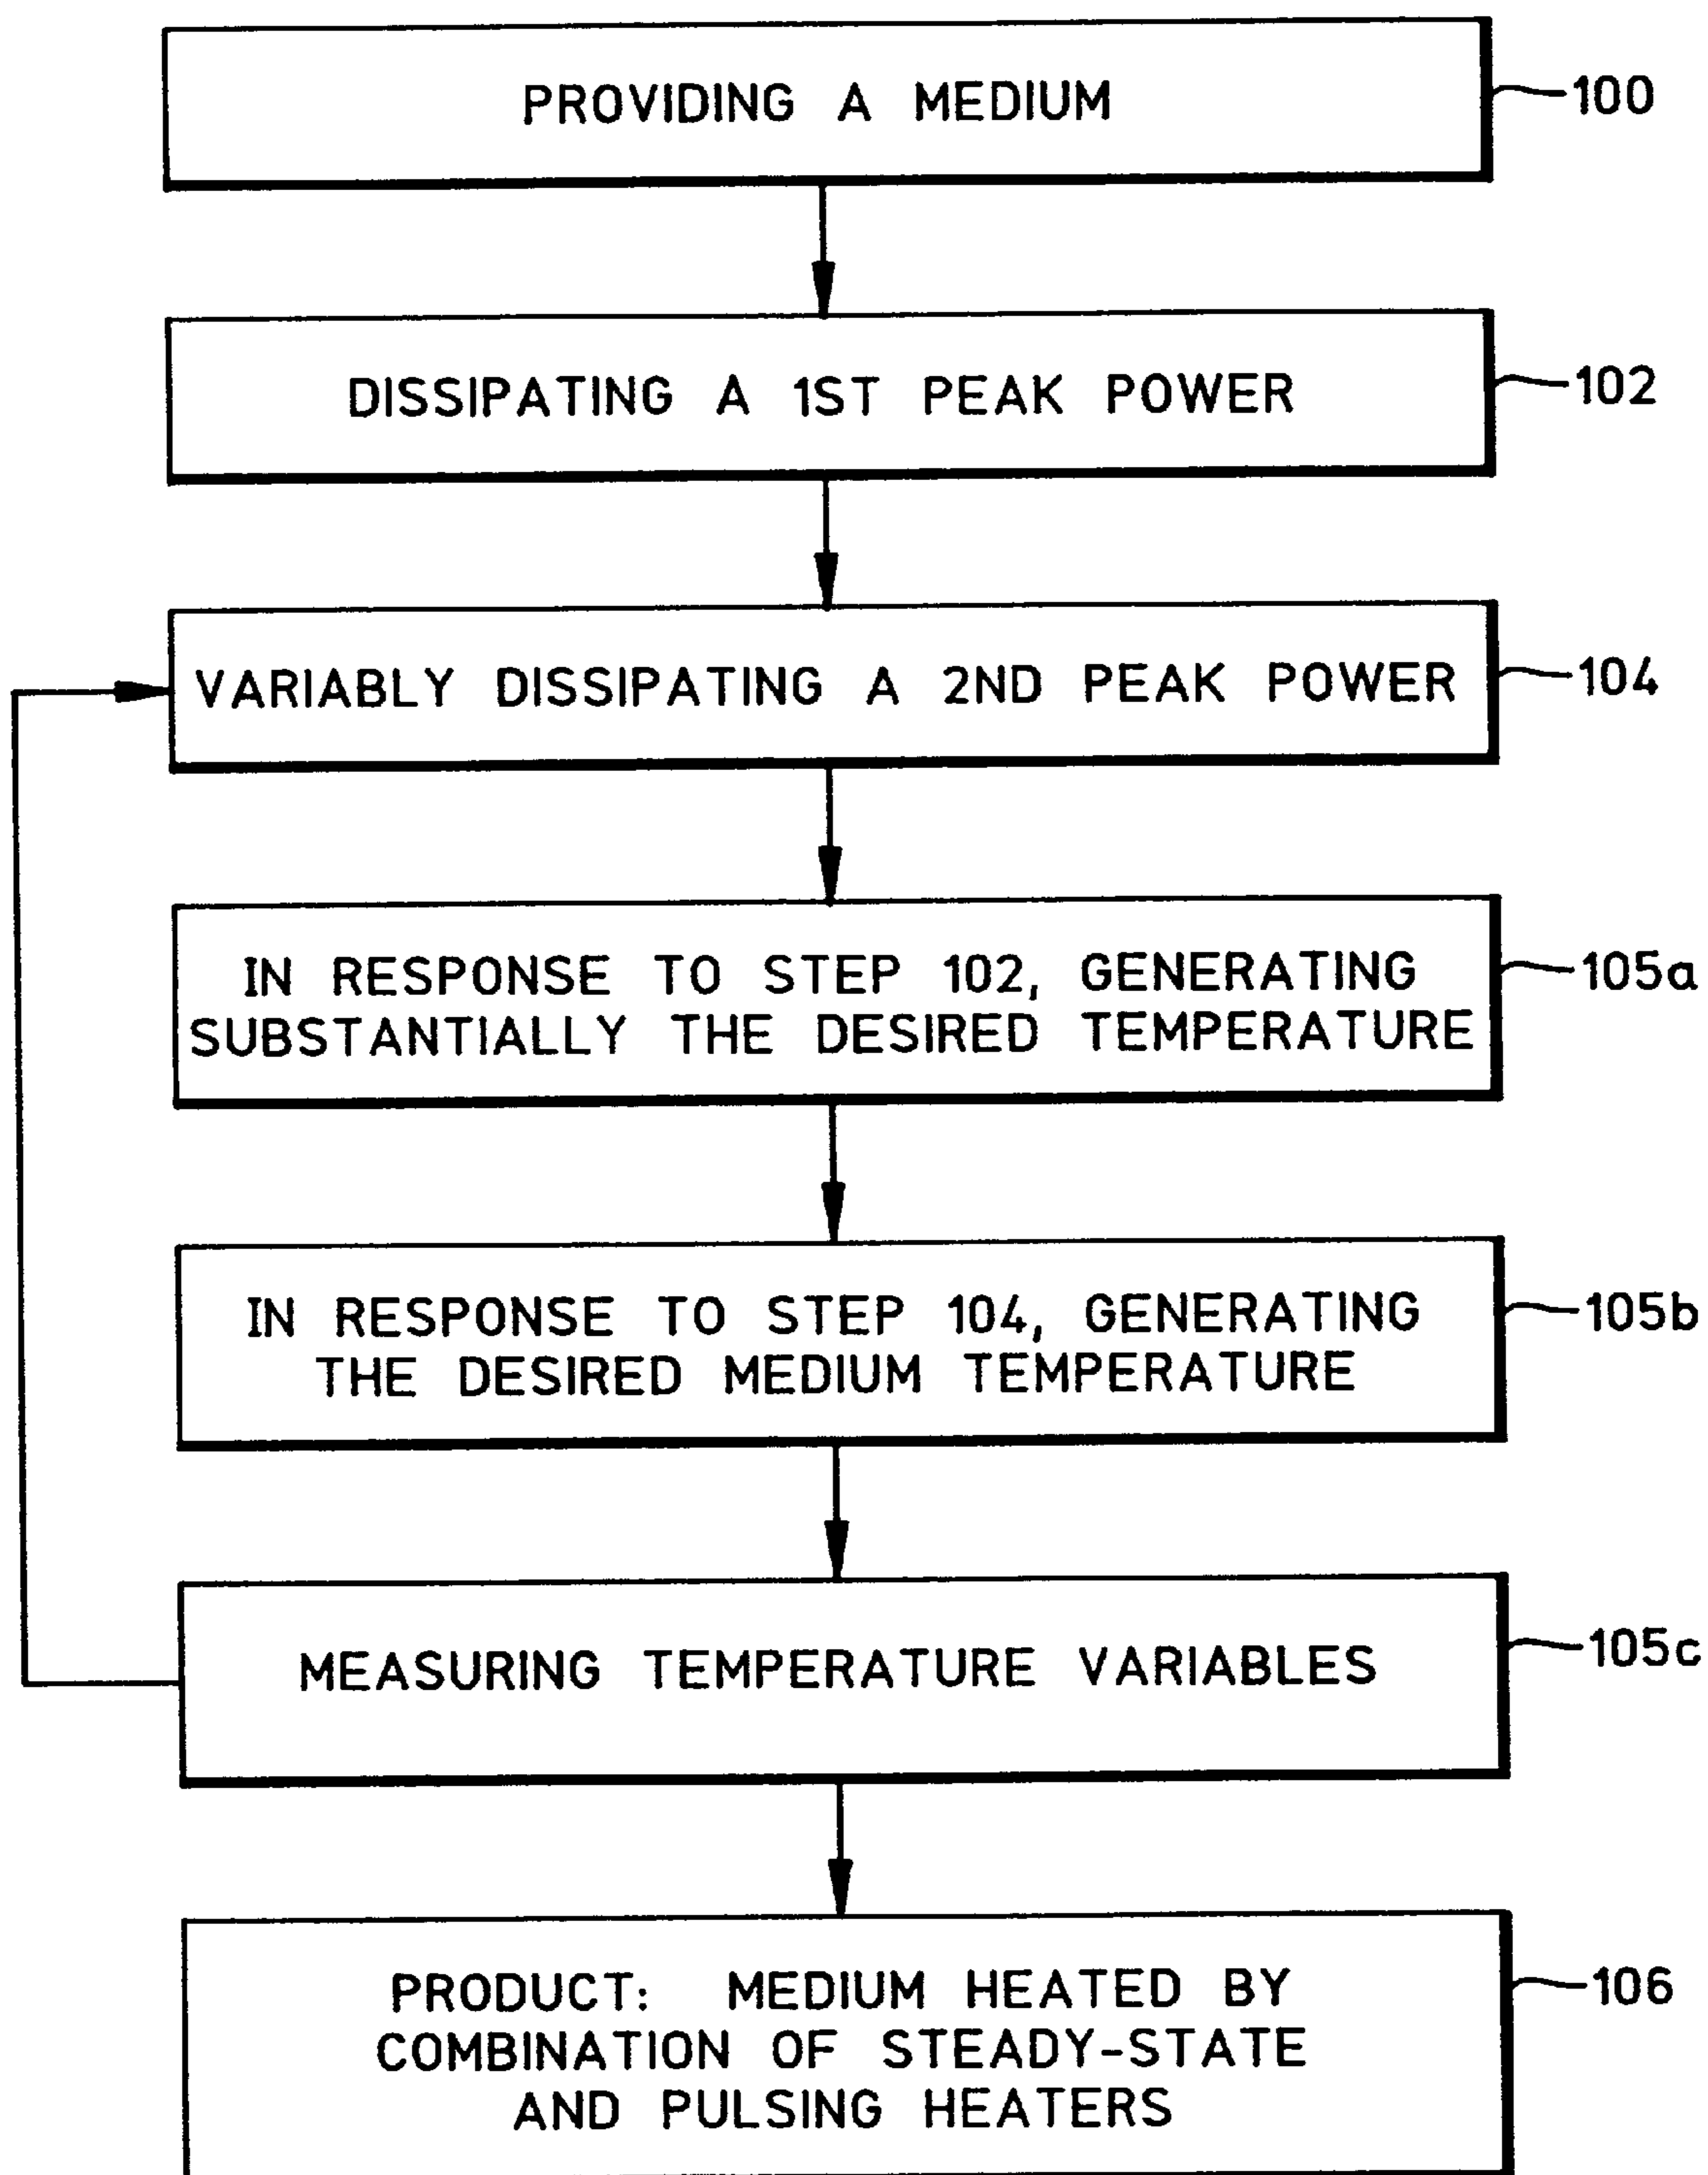 PROVIDING A MEDIUM
100
DISSIPATING A 1ST PEAK POWER
102
VARIABLY DISSIPATING A 2ND PEAK POWER
104
IN RESPONSE TO STEP 102, GENERATING
SUBSTANTIALLY THE DESIRED TEMPERATURE
105a
IN RESPONSE TO STEP 104, GENERATING
THE DESIRED MEDIUM TEMPERATURE
105b
MEASURING TEMPERATURE VARIABLES
105c
PRODUCT: MEDIUM HEATED BY
COMBINATION OF STEADY-STATE
AND PULSING HEATERS
106